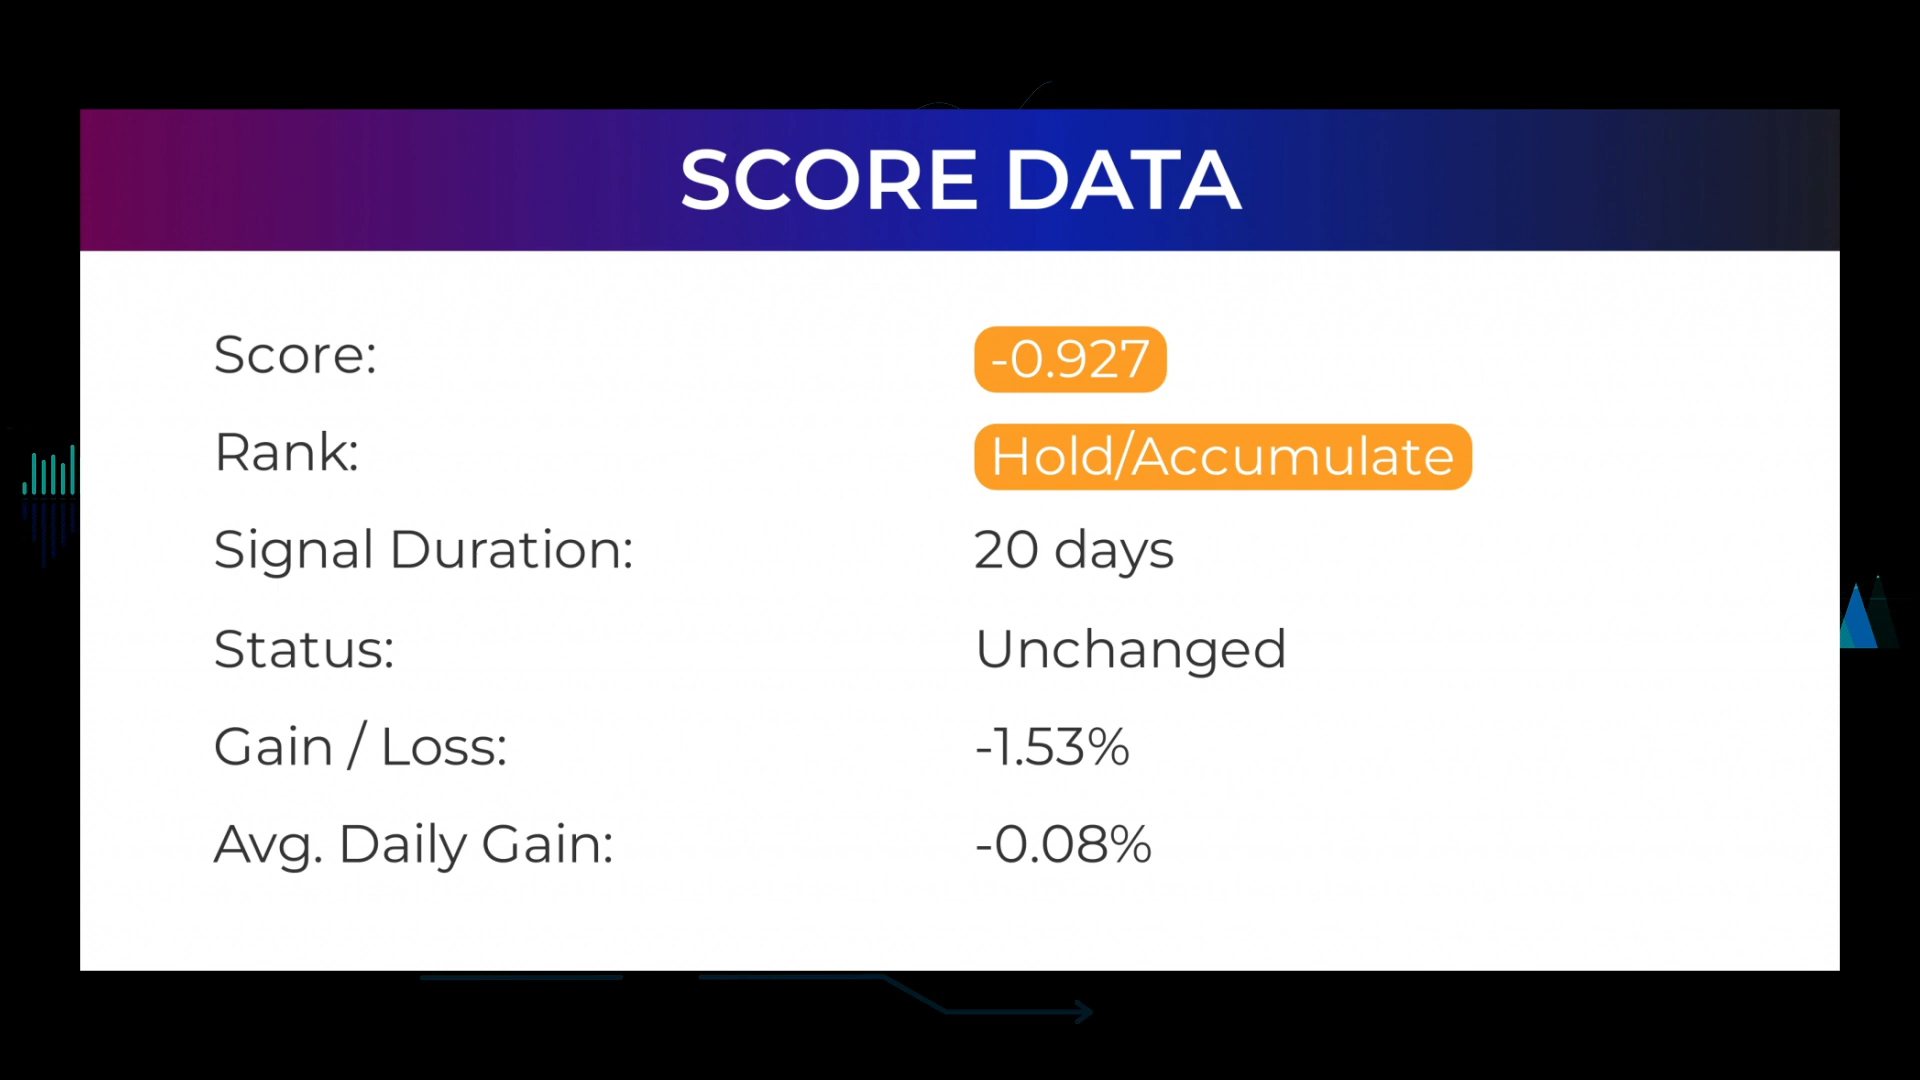 SCORE DATA
Score: -0.927
Rank: Hold/Accumulate
Signal Duration: 20 days
Status: Unchanged
Gain / Loss: -1.53%
Avg. Daily Gain: -0.08%